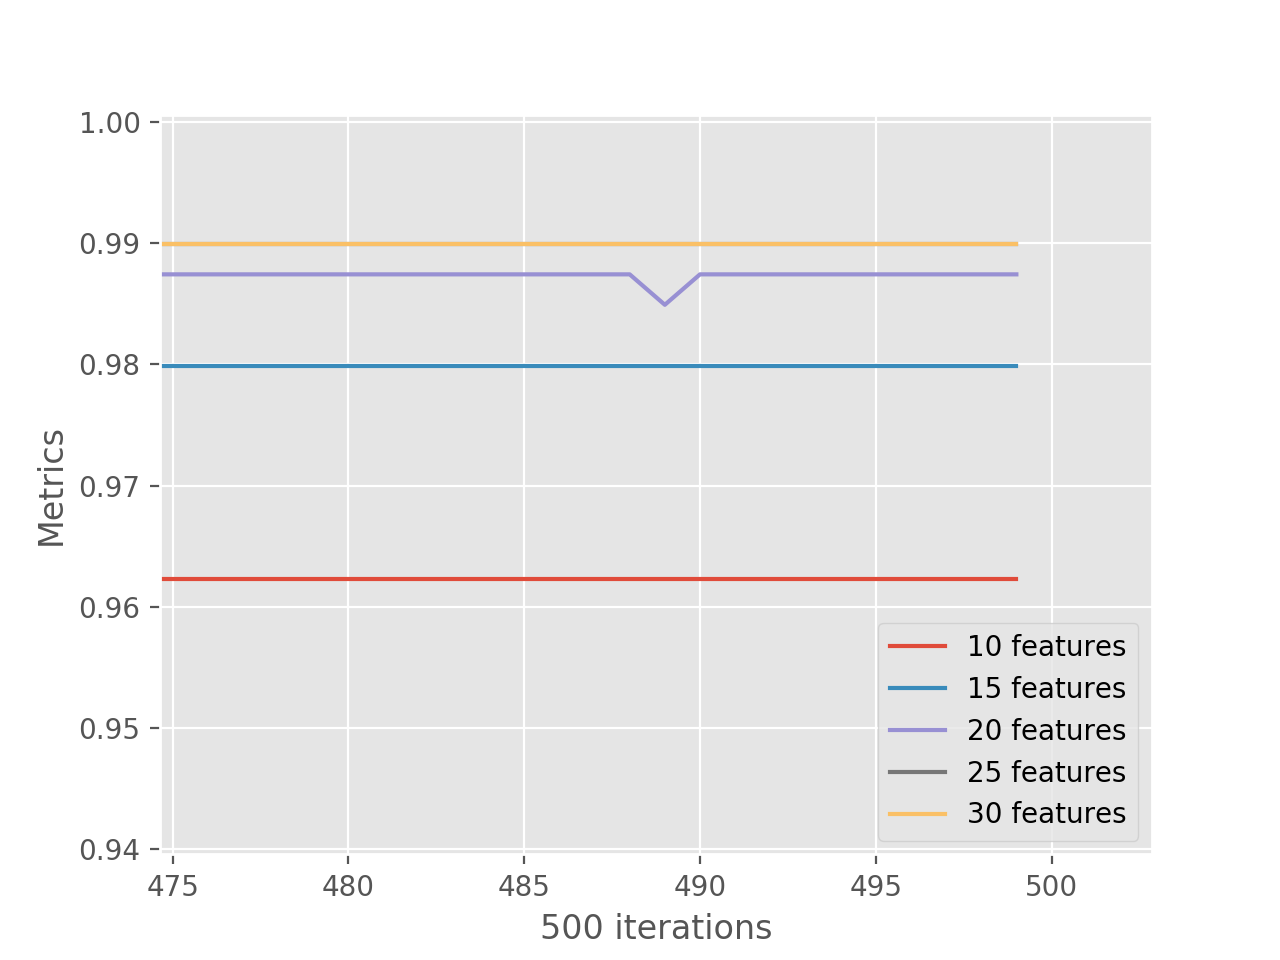 1.00
0.99
0.98
0.97
0.96
0.95
0.94
Metrics
475 480 485 490 495 500
500 iterations
10 features
15 features
20 features
25 features
30 features